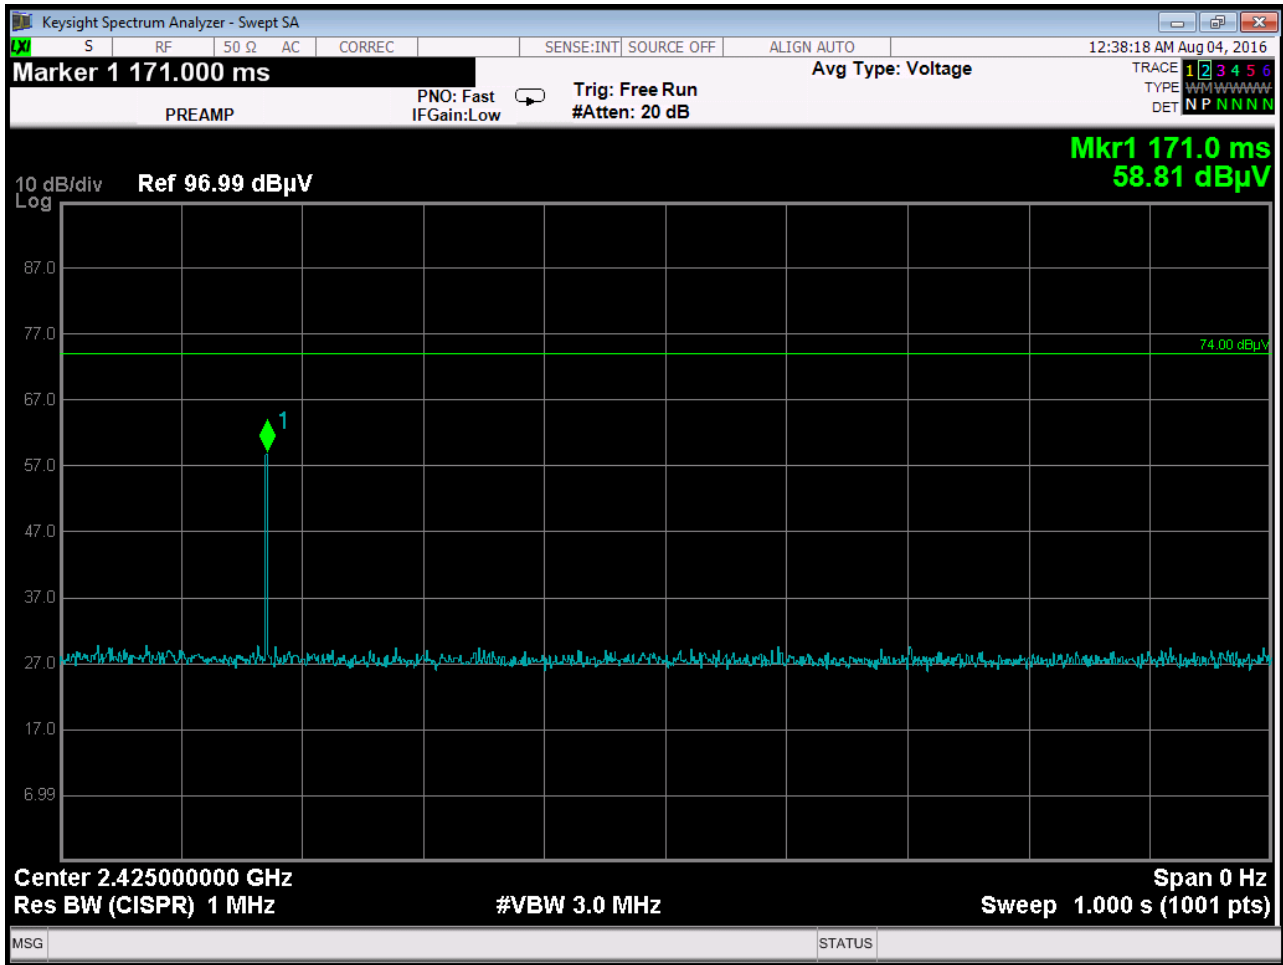 Keysight Spectrum Analyzer - Swept SA
LXI S RF 50 Ω AC CORREC SENSE:INT SOURCE OFF ALIGN AUTO 12:38:18 AM Aug 04, 2016
Marker 1 171.000 ms
Avg Type: Voltage
TRACE 1 2 3 4 5 6
PNO: Fast
Trig: Free Run
TYPE WMWWWW
PREAMP
IFGain:Low
#Atten: 20 dB
DET N P N N N N
Mkr1 171.0 ms
58.81 dBµV
10 dB/div Ref 96.99 dBµV
Log
87.0
77.0
74.00 dBµV
67.0
1
57.0
47.0
37.0
27.0
17.0
6.99
Center 2.425000000 GHz Span 0 Hz
Res BW (CISPR) 1 MHz #VBW 3.0 MHz Sweep 1.000 s (1001 pts)
MSG STATUS